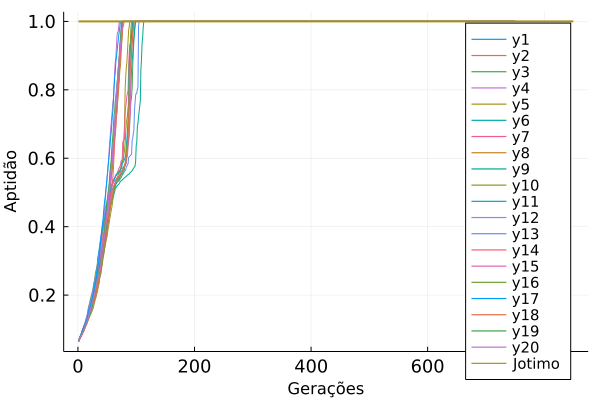 1.0
0.8
0.6
0.4
0.2
Aptidão
0
200
400
600
Gerações
y1
y2
y3
y4
y5
y6
y7
y8
y9
y10
y11
y12
y13
y14
y15
y16
y17
y18
y19
y20
Jotimo